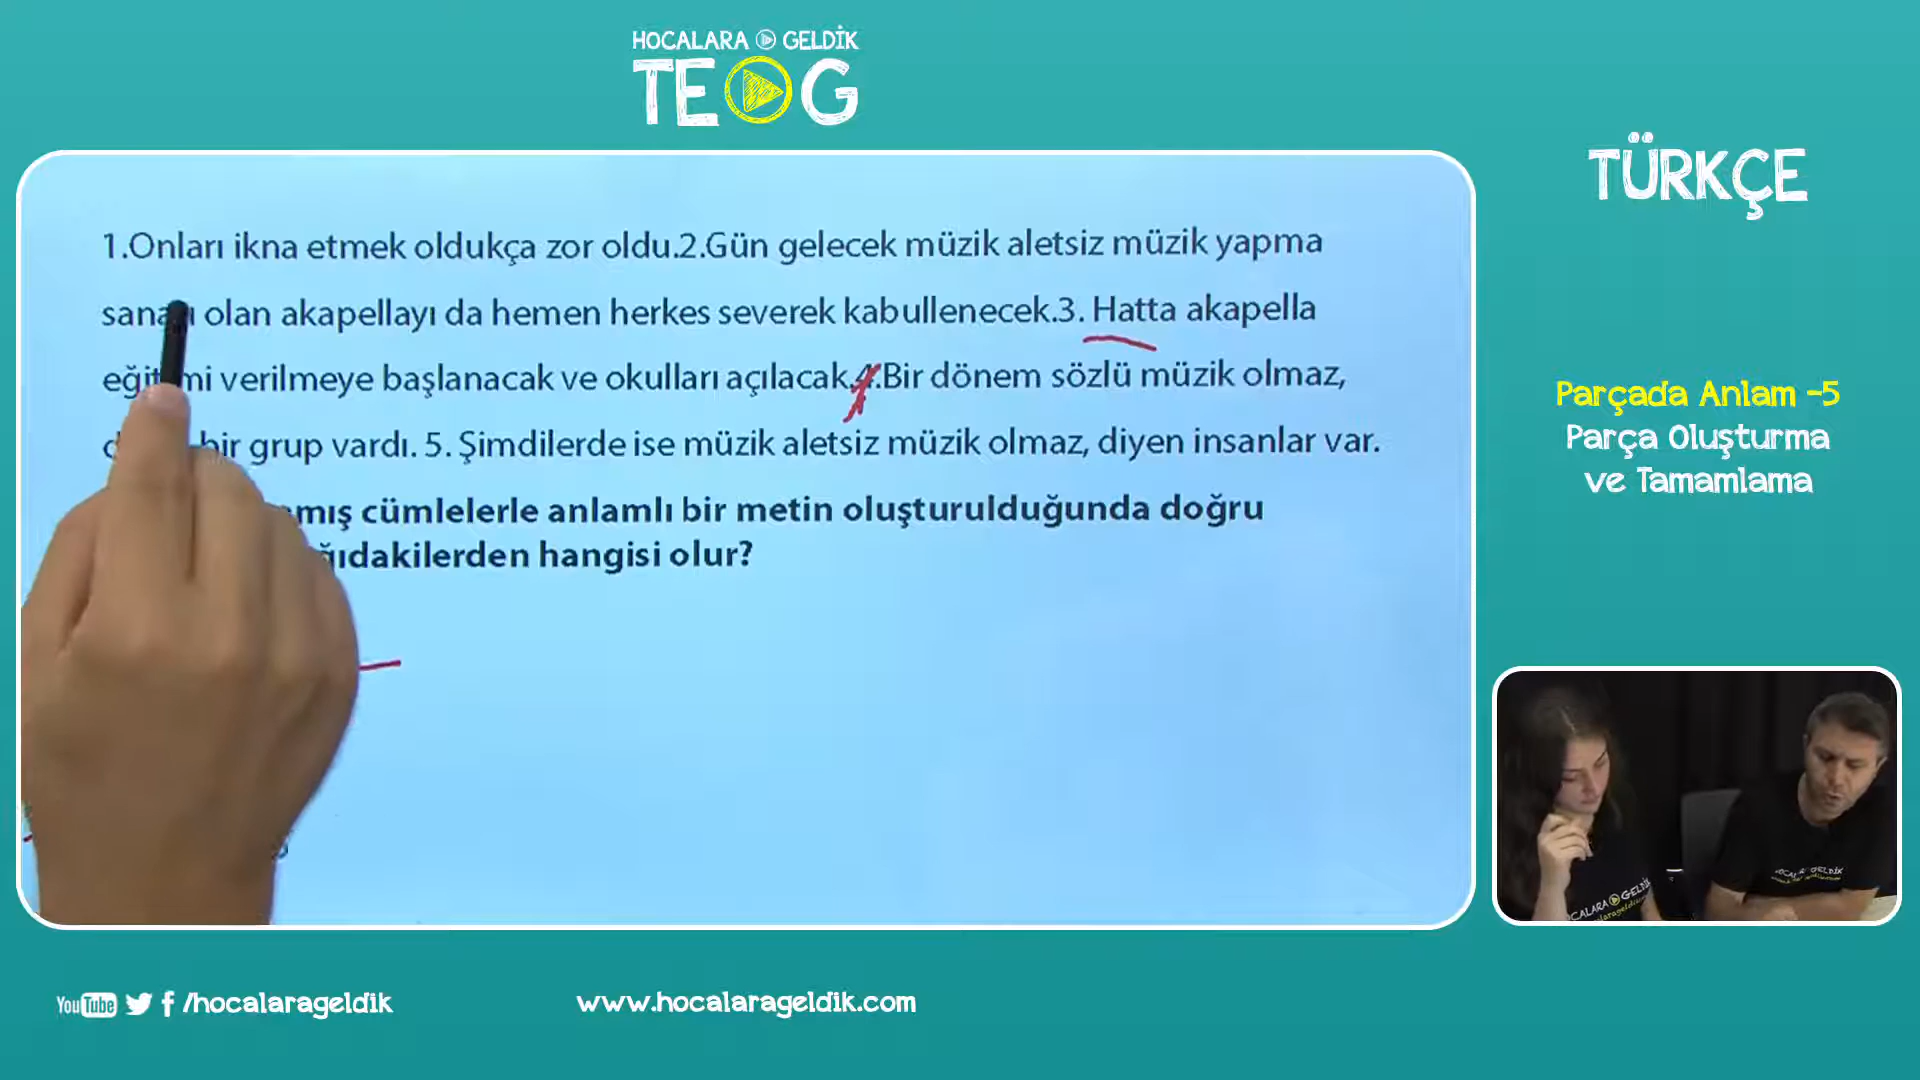 HOCALARA GELDİK
TEOG
TÜRKÇE
1.Onları ikna etmek oldukça zor oldu.2.Gün gelecek müzik aletsiz müzik yapma
olan akapellayı da hemen herkes severek kabullenecek.3. Hatta akapella
verilmeye başlanacak ve okulları açılacak.4.Bir dönem sözlü müzik olmaz,
bir grup vardı. 5. Şimdilerde ise müzik aletsiz müzik olmaz, diyen insanlar var.
cümlelerle anlamlı bir metin oluşturulduğunda doğru
hangisi olur?
Parçada Anlam -5
Parça Oluşturma
ve Tamamlama
HOCALARA GELDİK
YouTube f /hocalarageldik
www.hocalarageldik.com